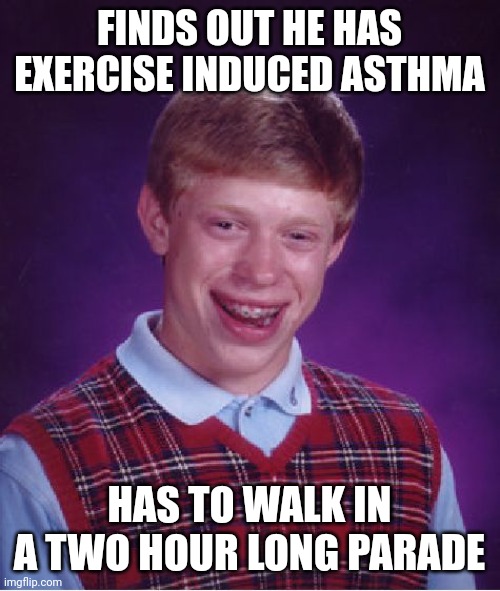 FINDS OUT HE HAS
EXERCISE INDUCED ASTHMA
HAS TO WALK IN
A TWO HOUR LONG PARADE
imgflip.com